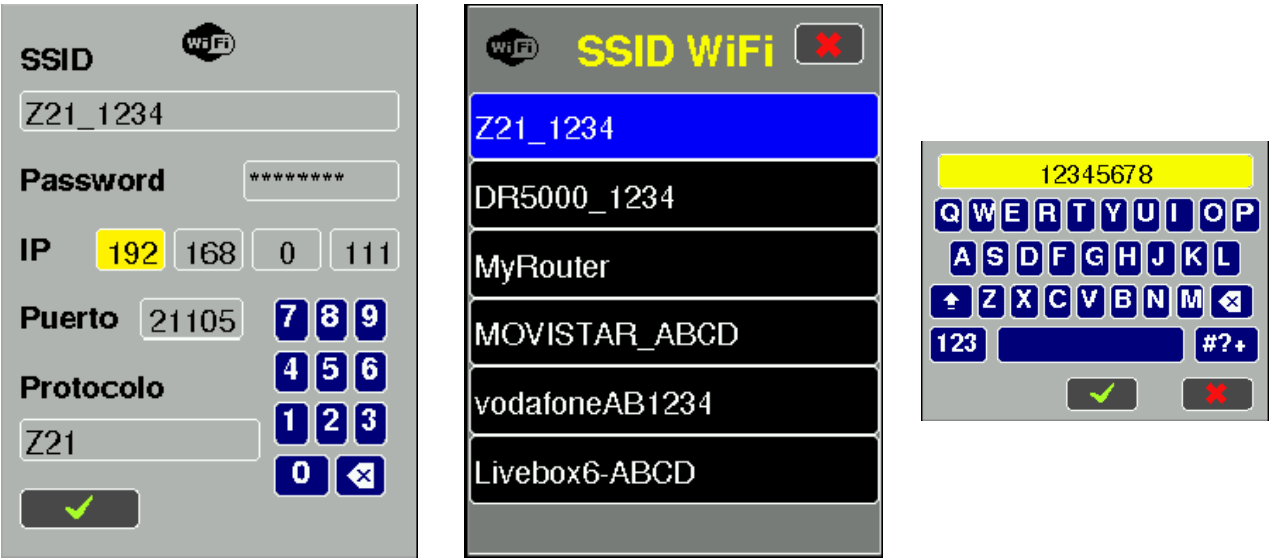 WiFi
SSID
Z21_1234
Password ********
IP 192 168 0 111
Puerto 21105
7 8 9
4 5 6
Protocolo
1 2 3
Z21
0
WiFi SSID WiFi
Z21_1234
DR5000_1234
MyRouter
MOVISTAR_ABCD
vodafoneAB1234
Livebox6-ABCD
12345678
Q W E R T Y U I O P
A S D F G H J K L
Z X C V B N M
123 #?+